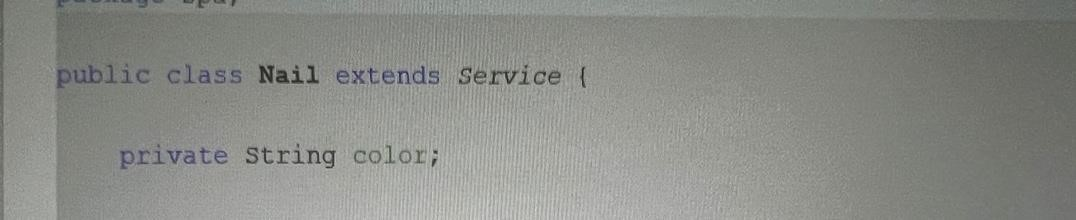 public class Nail extends Service {
private String color;